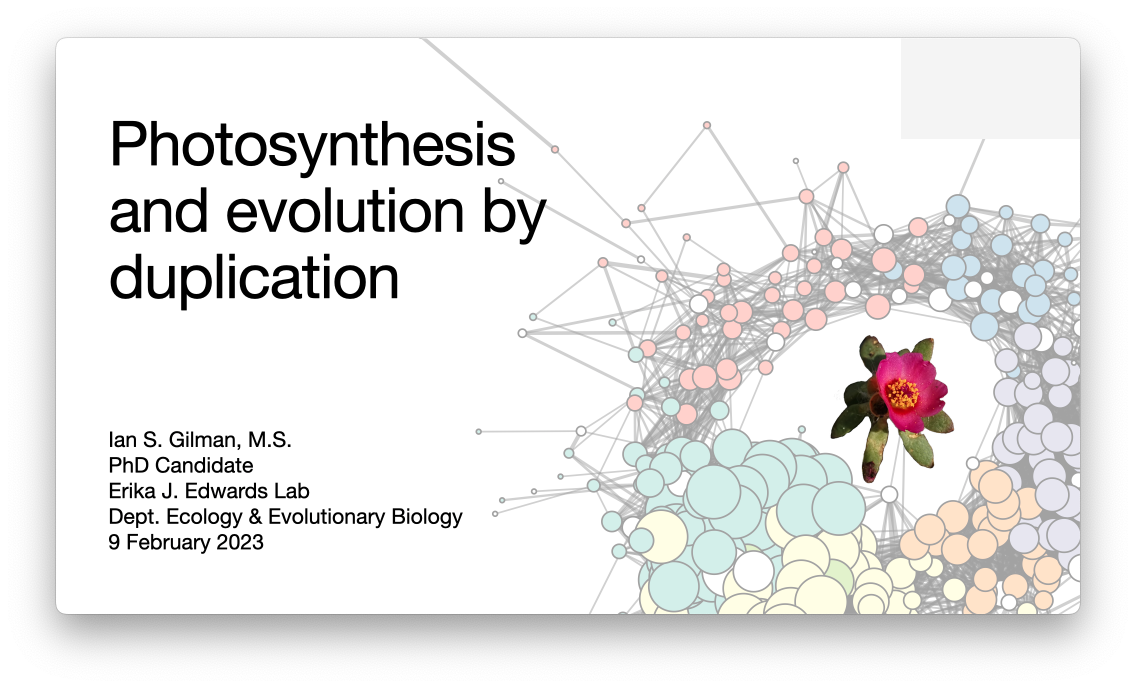 Photosynthesis
and evolution by
duplication
Ian S. Gilman, M.S.
PhD Candidate
Erika J. Edwards Lab
Dept. Ecology & Evolutionary Biology
9 February 2023